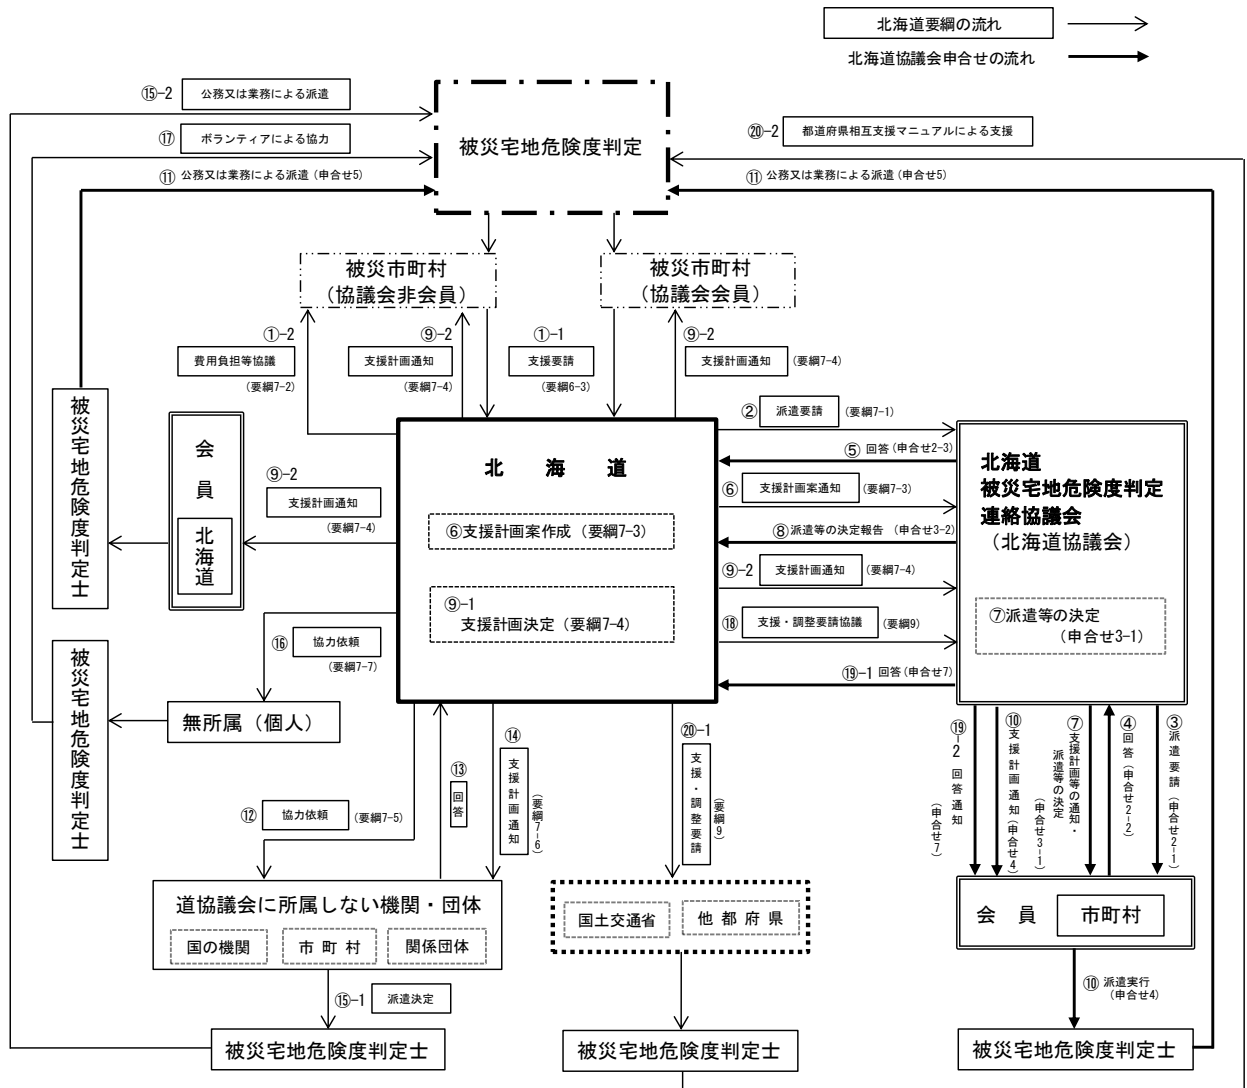 北海道要綱の流れ
北海道協議会申合せの流れ
⑮-2 公務又は業務による派遣
⑰ ボランティアによる協力
⑪ 公務又は業務による派遣(申合せ5)
被災宅地危険度判定
⑳-2 都道府県相互支援マニュアルによる支援
⑪ 公務又は業務による派遣(申合せ5)
被災市町村
(協議会非会員)
被災市町村
(協議会会員)
①-2
費用負担等協議
(要綱7-2)
⑨-2
支援計画通知
(要綱7-4)
①-1
支援要請
(要綱6-3)
⑨-2
支援計画通知 (要綱7-4)
被災宅地危険度判定士
会員
北海道
⑨-2
支援計画通知
(要綱7-4)
北 海 道
⑥支援計画案作成(要綱7-3)
⑨-1
支援計画決定(要綱7-4)
② 派遣要請 (要綱7-1)
⑤ 回答(申合せ2-3)
⑥ 支援計画案通知 (要綱7-3)
⑧ 派遣等の決定報告 (申合せ3-2)
⑨-2 支援計画通知 (要綱7-4)
⑱ 支援・調整要請協議 (要綱9)
⑲-1 回答(申合せ7)
北海道
被災宅地危険度判定
連絡協議会
(北海道協議会)
⑦派遣等の決定
(申合せ3-1)
被災宅地危険度判定士
⑯ 協力依頼
(要綱7-7)
無所属(個人)
⑫ 協力依頼 (要綱7-5)
⑬ 回答
⑭ 支援計画通知
(要綱7-6)
⑳-1
支援・調整要請
(要綱9)
⑲-2 回答通知
(申合せ7)
⑩ 支援計画通知(申合せ4)
⑦ 支援計画等の通知・
派遣等の決定
(申合せ3-1)
④ 回答(申合せ2-2)
③ 派遣要請(申合せ2-1)
道協議会に所属しない機関・団体
国の機関 市町村 関係団体
国土交通省 他都府県
会 員 市町村
⑮-1 派遣決定
⑩ 派遣実行
(申合せ4)
被災宅地危険度判定士
被災宅地危険度判定士
被災宅地危険度判定士